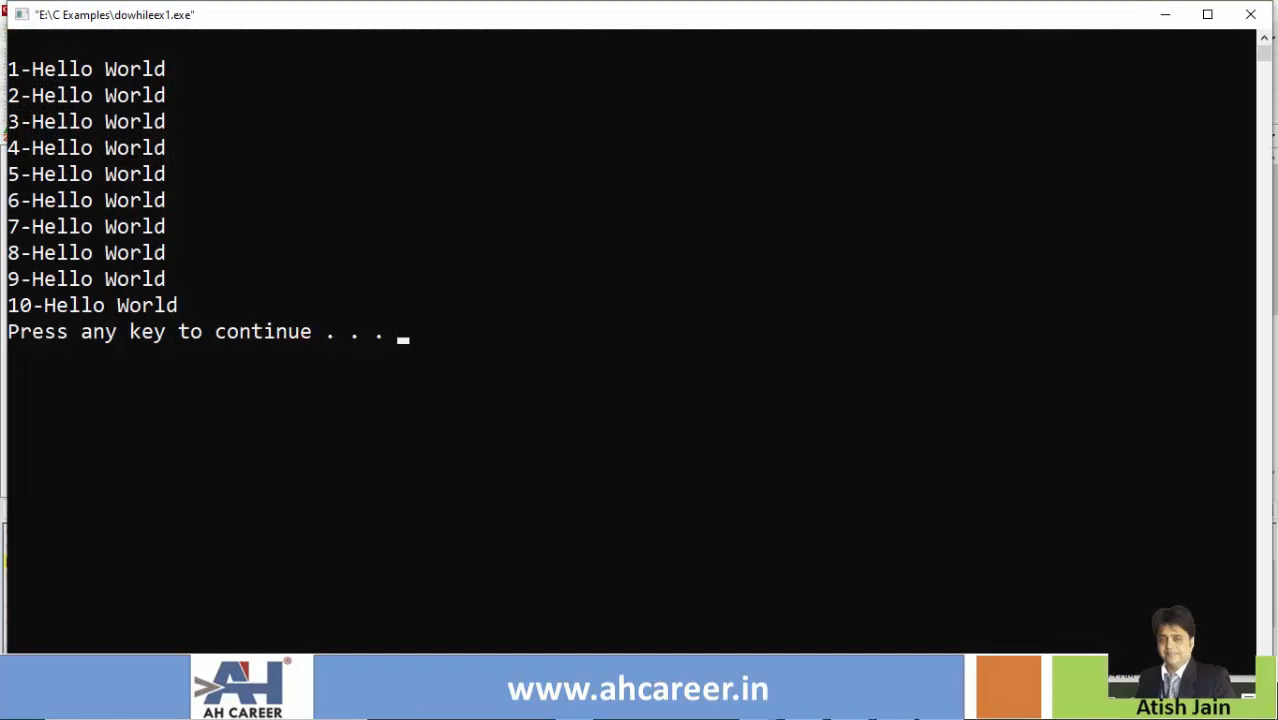 "E:\C Examples\dowhileex1.exe"
1-Hello World
2-Hello World
3-Hello World
4-Hello World
5-Hello World
6-Hello World
7-Hello World
8-Hello World
9-Hello World
10-Hello World
Press any key to continue . . .
AH
AH CAREER
www.ahcareer.in
Atish Jain